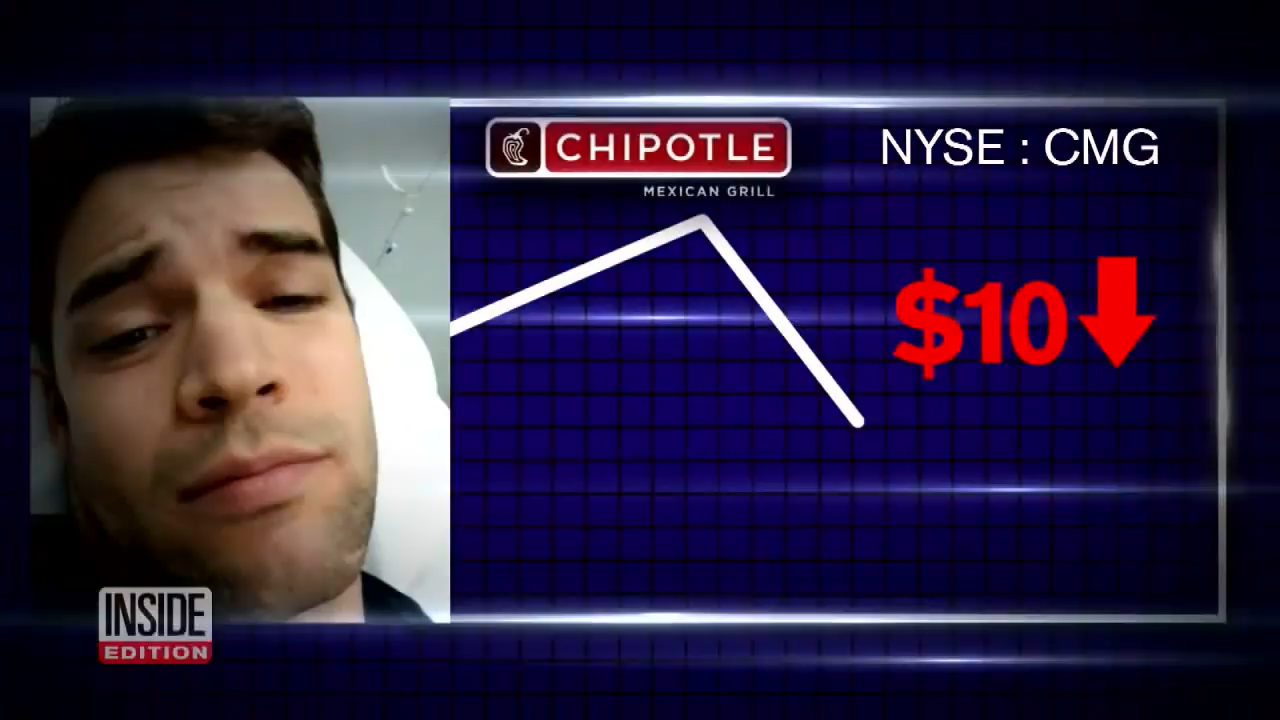 CHIPOTLE
MEXICAN GRILL
NYSE : CMG
$10
INSIDE
EDITION